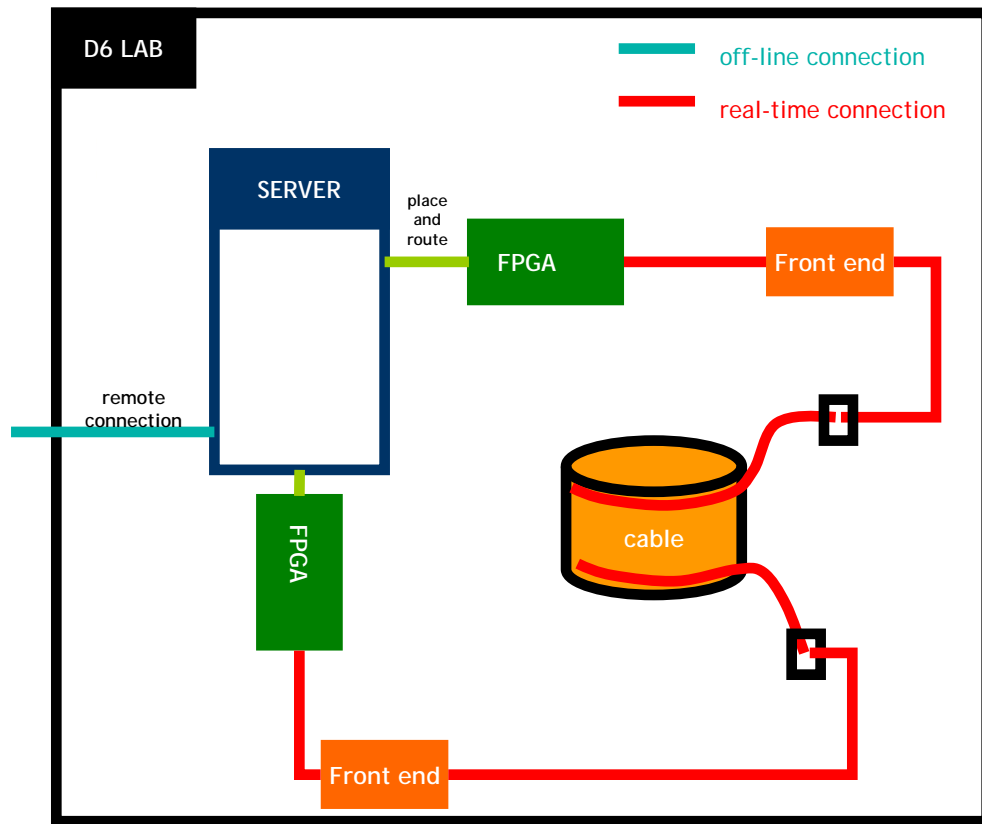 D6 LAB
off-line connection
real-time connection
SERVER
place
and
route
FPGA
Front end
remote
connection
cable
FPGA
Front end